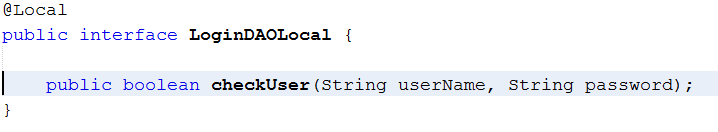 @Local
public interface LoginDAOLocal {
public boolean checkUser(String userName, String password);
}